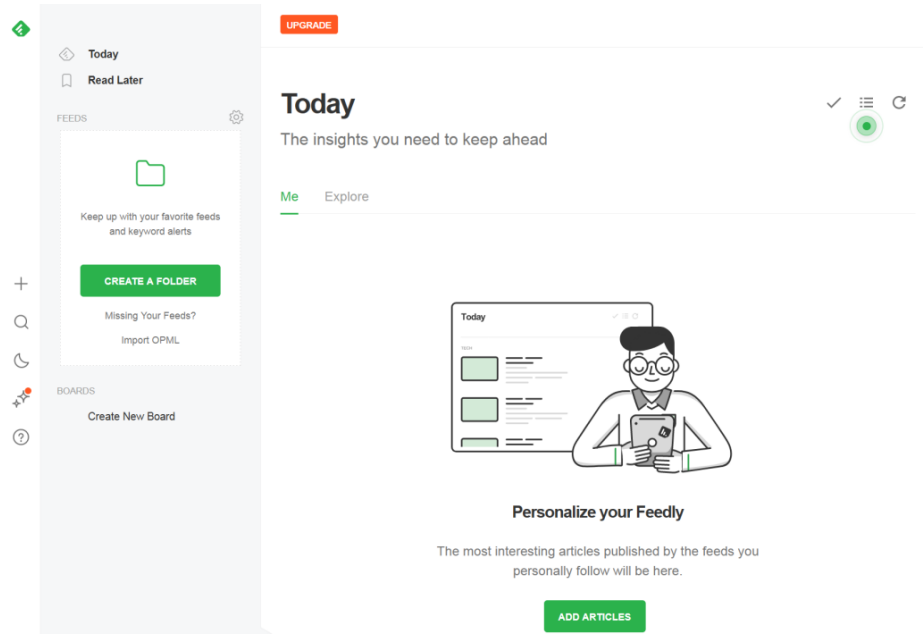 UPGRADE
Today
Read Later
FEEDS
Keep up with your favorite feeds
and keyword alerts
CREATE A FOLDER
Missing Your Feeds?
Import OPML
BOARDS
Create New Board
Today
The insights you need to keep ahead
Me Explore
Today
TECH
Personalize your Feedly
The most interesting articles published by the feeds you
personally follow will be here.
ADD ARTICLES